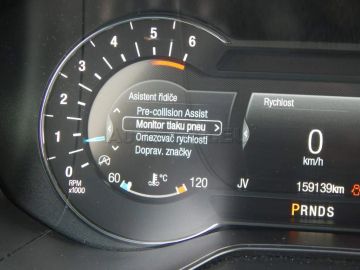 0 1 2 3 4 5 6
RPM
x1000
Asistent řidiče
Pre-collision Assist
Monitor tlaku pneu
Omezovač rychlosti
Doprav. značky
60 °C 120
Rychlost
0
km/h
JV 159139km
PRNDS